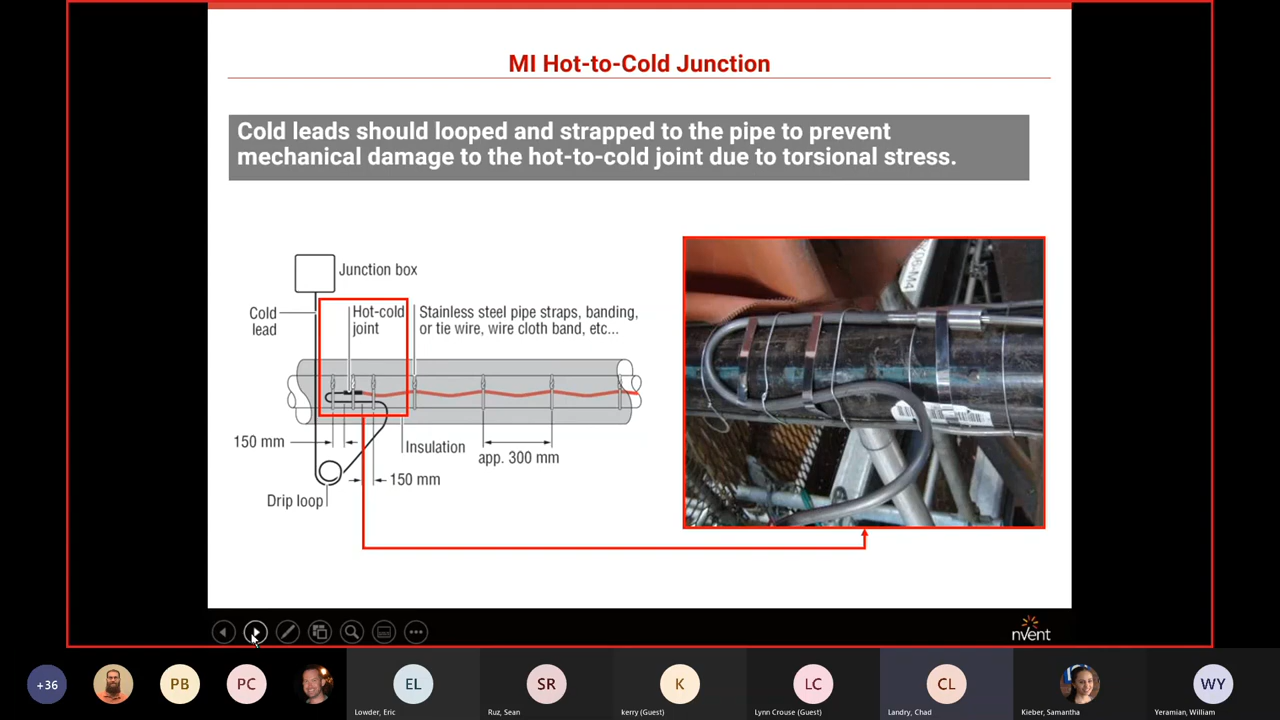 MI Hot-to-Cold Junction
Cold leads should looped and strapped to the pipe to prevent
mechanical damage to the hot-to-cold joint due to torsional stress.
Junction box
Cold
lead
Hot-cold
joint
Stainless steel pipe straps, banding,
or tie wire, wire cloth band, etc...
150 mm
Insulation
app. 300 mm
150 mm
Drip loop
nvent
+36
PB
PC
EL
Lowder, Eric
SR
Ruz, Sean
K
kerry (Guest)
LC
Lynn Crouse (Guest)
CL
Landry, Chad
Kieber, Samantha
WY
Yeramian, William